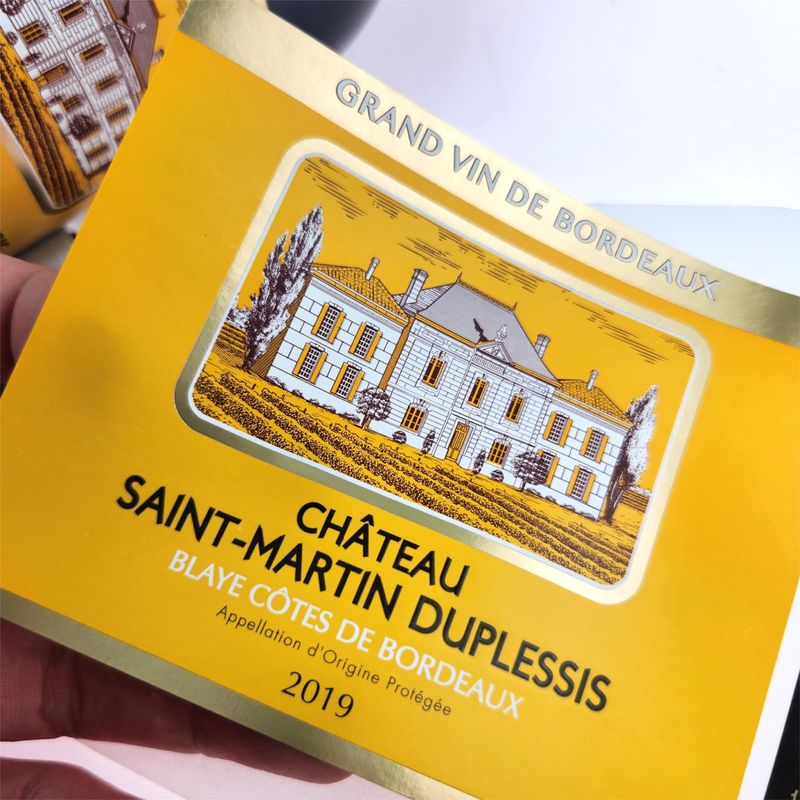 GRAND VIN DE BORDEAUX
CHÂTEAU
SAINT-MARTIN DUPLESSIS
BLAYE CÔTES DE BORDEAUX
Appellation d'Origine Protégée
2019